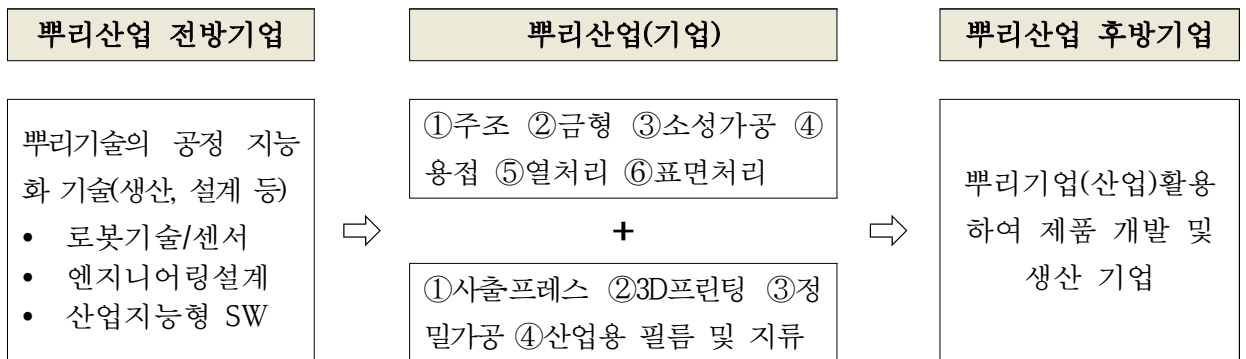 뿌리산업 전방기업
뿌리기술의 공정 지능
화 기술(생산, 설계 등)
• 로봇기술/센서
• 엔지니어링설계
• 산업지능형 SW
뿌리산업(기업)
①주조 ②금형 ③소성가공 ④
용접 ⑤열처리 ⑥표면처리
+
①사출프레스 ②3D프린팅 ③정
밀가공 ④산업용 필름 및 지류
뿌리산업 후방기업
뿌리기업(산업)활용
하여 제품 개발 및
생산 기업